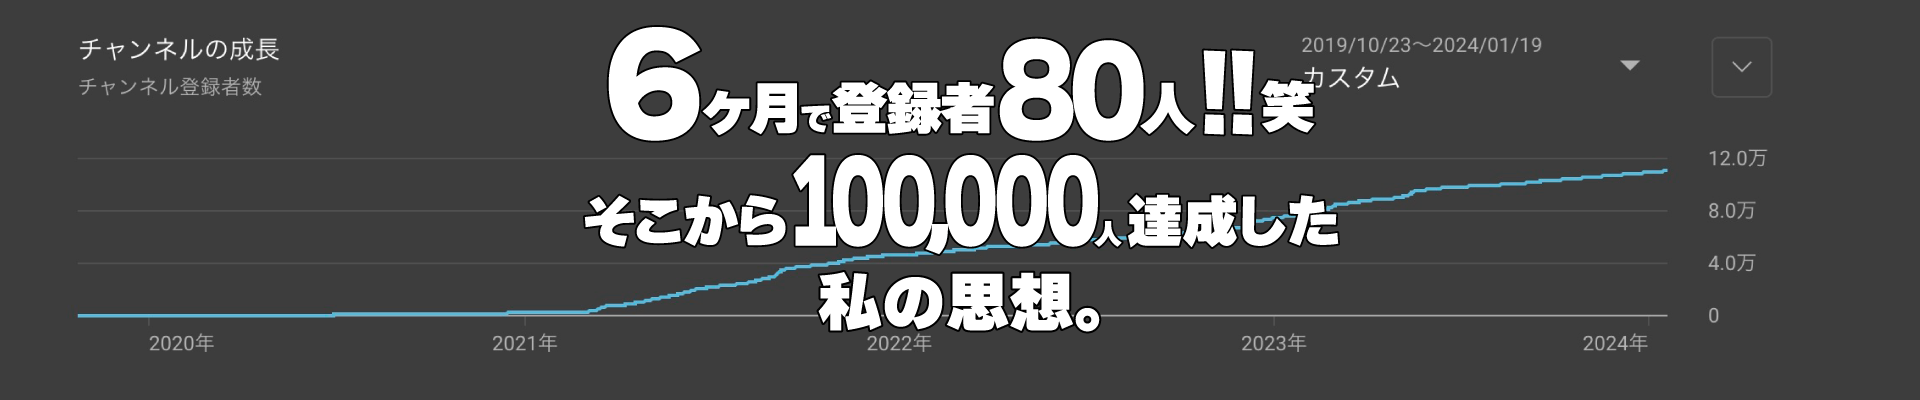 チャンネルの成長
チャンネル登録者数
2019/10/23～2024/01/19
カスタム
6ヶ月で登録者80人!!笑
そこから100,000人達成した
私の思想。
12.0万
8.0万
4.0万
0
2020年
2021年
2022年
2023年
2024年